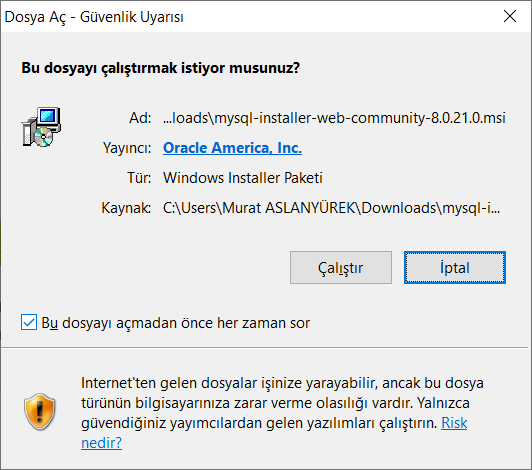 Dosya Aç - Güvenlik Uyarısı
Bu dosyayı çalıştırmak istiyor musunuz?
Ad: ...loads\mysql-installer-web-community-8.0.21.0.msi
Yayıncı: Oracle America, Inc.
Tür: Windows Installer Paketi
Kaynak: C:\Users\Murat ASLANYÜREK\Downloads\mysql-i...
Çalıştır İptal
Bu dosyayı açmadan önce her zaman sor
Internet'ten gelen dosyalar işinize yarayabilir, ancak bu dosya
türünün bilgisayarınıza zarar verme olasılığı vardır. Yalnızca
güvendiğiniz yayımcılardan gelen yazılımları çalıştırın. Risk
nedir?